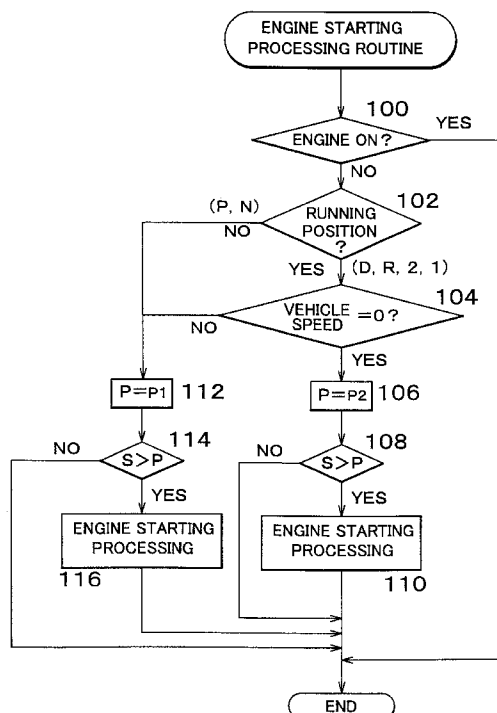 ENGINE STARTING
PROCESSING ROUTINE
100
ENGINE ON?
YES
NO
102
(P, N)
NO
RUNNING
POSITION
?
YES
(D, R, 2, 1)
104
VEHICLE
SPEED =0?
NO
YES
P=P1
112
P=P2
106
114
NO
S>P
YES
108
NO
S>P
YES
ENGINE STARTING
PROCESSING
116
ENGINE STARTING
PROCESSING
110
END